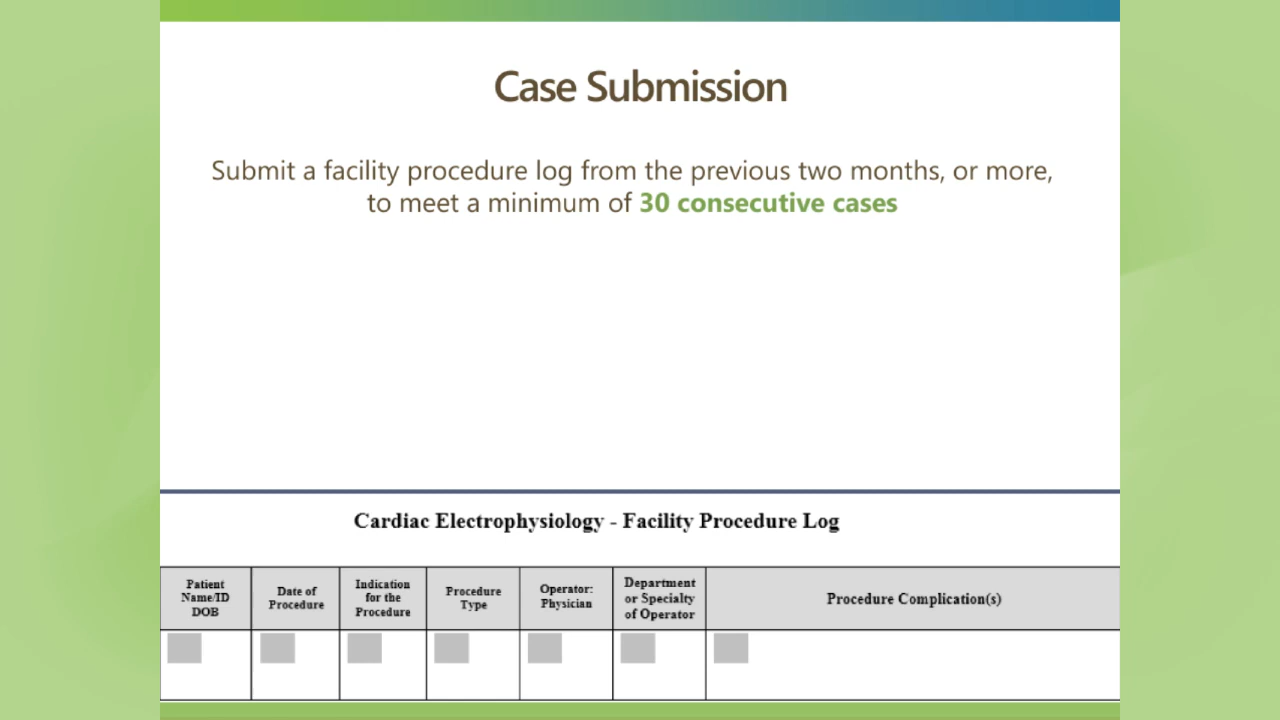 Case Submission
Submit a facility procedure log from the previous two months, or more,
to meet a minimum of 30 consecutive cases
Cardiac Electrophysiology - Facility Procedure Log
Patient
Name/ID
DOB
Date of
Procedure
Indication
for the
Procedure
Procedure
Type
Operator:
Physician
Department
or Specialty
of Operator
Procedure Complication(s)